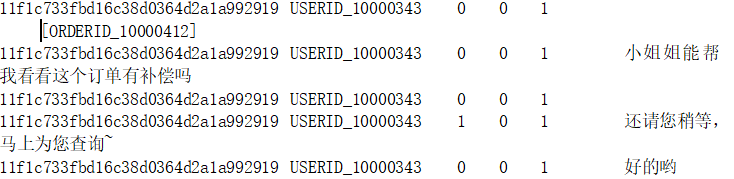 11f1c733fbd16c38d0364d2a1a992919 USERID_10000343 0 0 1
[ORDERID_10000412]
11f1c733fbd16c38d0364d2a1a992919 USERID_10000343 0 0 1 小姐姐能帮
我看看这个订单有补偿吗
11f1c733fbd16c38d0364d2a1a992919 USERID_10000343 0 0 1
11f1c733fbd16c38d0364d2a1a992919 USERID_10000343 1 0 1 还请您稍等，
马上为您查询~
11f1c733fbd16c38d0364d2a1a992919 USERID_10000343 0 0 1 好的哟